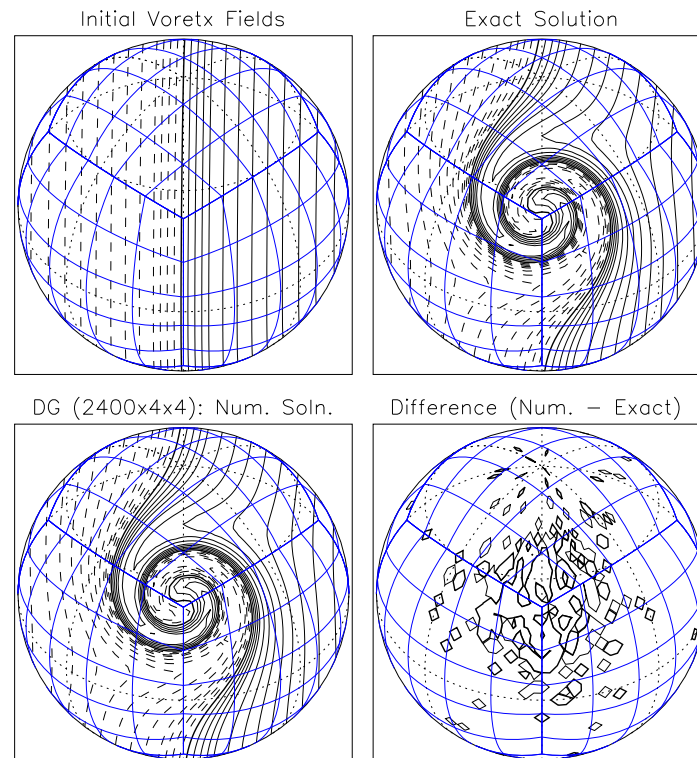 Initial Voretx Fields
Exact Solution
DG (2400x4x4): Num. Soln.
Difference (Num. − Exact)